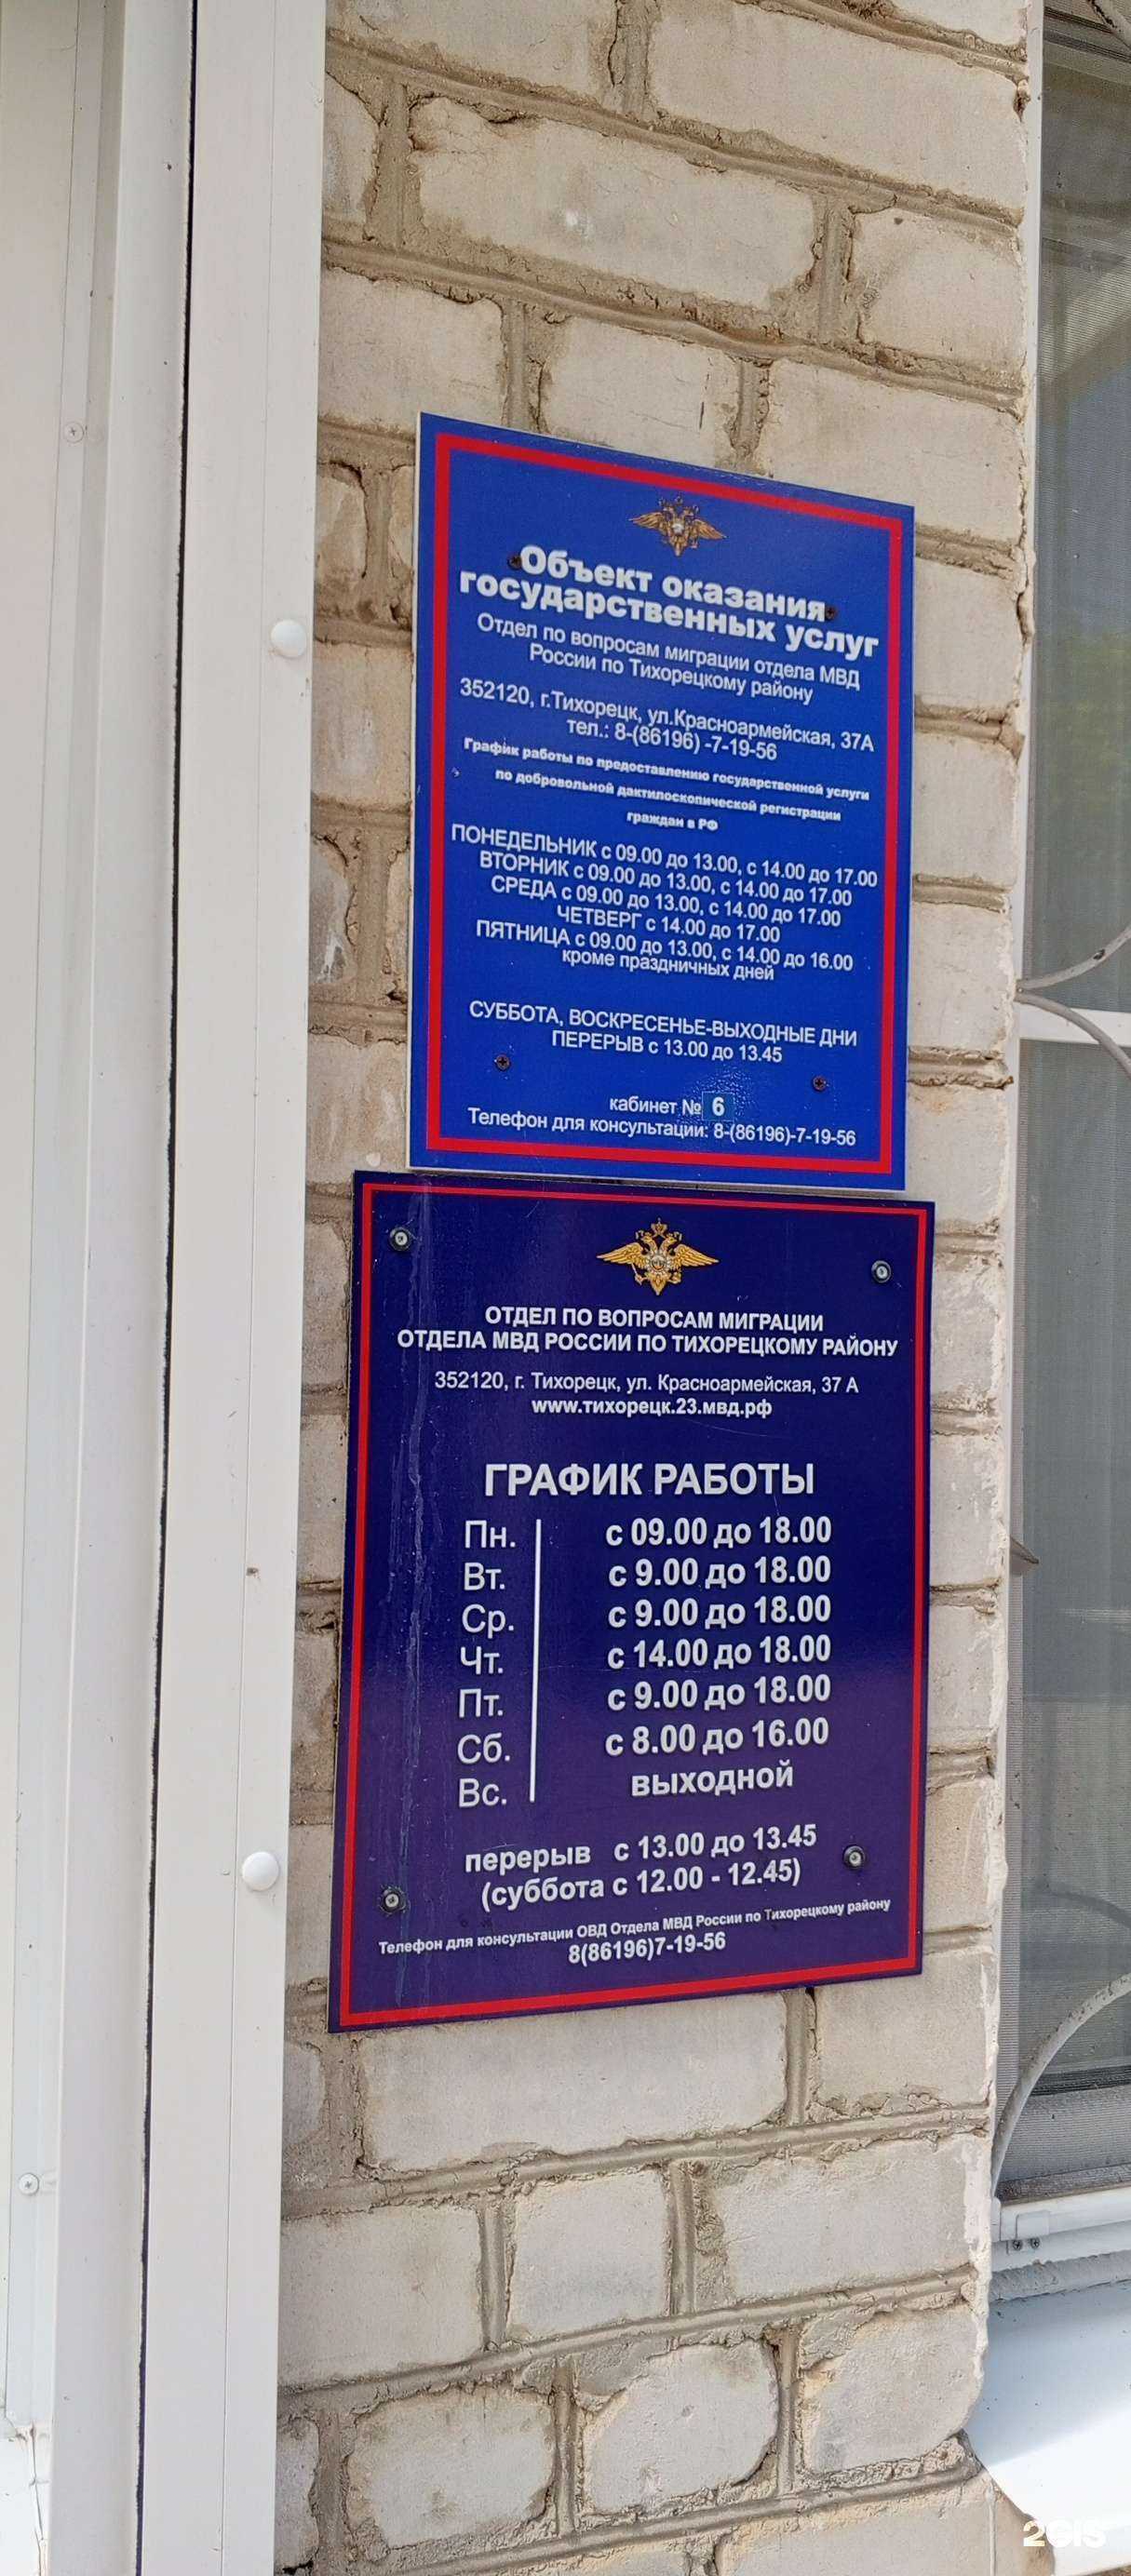 Объект оказания
государственных услуг
Отдел по вопросам миграции отдела МВД
России по Тихорецкому району
352120, г.Тихорецк, ул.Красноармейская, 37А
тел.: 8-(86196) -7-19-56
График работы по предоставлению государственной услуги
по добровольной дактилоскопической регистрации
граждан в РФ
ПОНЕДЕЛЬНИК с 09.00 до 13.00, с 14.00 до 17.00
ВТОРНИК с 09.00 до 13.00, с 14.00 до 17.00
СРЕДА с 09.00 до 13.00, с 14.00 до 17.00
ЧЕТВЕРГ с 14.00 до 17.00
ПЯТНИЦА с 09.00 до 13.00, с 14.00 до 16.00
кроме праздничных дней
СУББОТА, ВОСКРЕСЕНЬЕ-ВЫХОДНЫЕ ДНИ
ПЕРЕРЫВ с 13.00 до 13.45
кабинет № 6
Телефон для консультации: 8-(86196)-7-19-56
ОТДЕЛ ПО ВОПРОСАМ МИГРАЦИИ
ОТДЕЛА МВД РОССИИ ПО ТИХОРЕЦКОМУ РАЙОНУ
352120, г. Тихорецк, ул. Красноармейская, 37 А
www.тихорецк.23.мвд.рф
ГРАФИК РАБОТЫ
Пн. с 09.00 до 18.00
Вт. с 9.00 до 18.00
Ср. с 9.00 до 18.00
Чт. с 14.00 до 18.00
Пт. с 9.00 до 18.00
Сб. с 8.00 до 16.00
Вс. выходной
перерыв с 13.00 до 13.45
(суббота с 12.00 - 12.45)
Телефон для консультации ОВД Отдела МВД России по Тихорецкому району
8(86196)7-19-56
2GIS